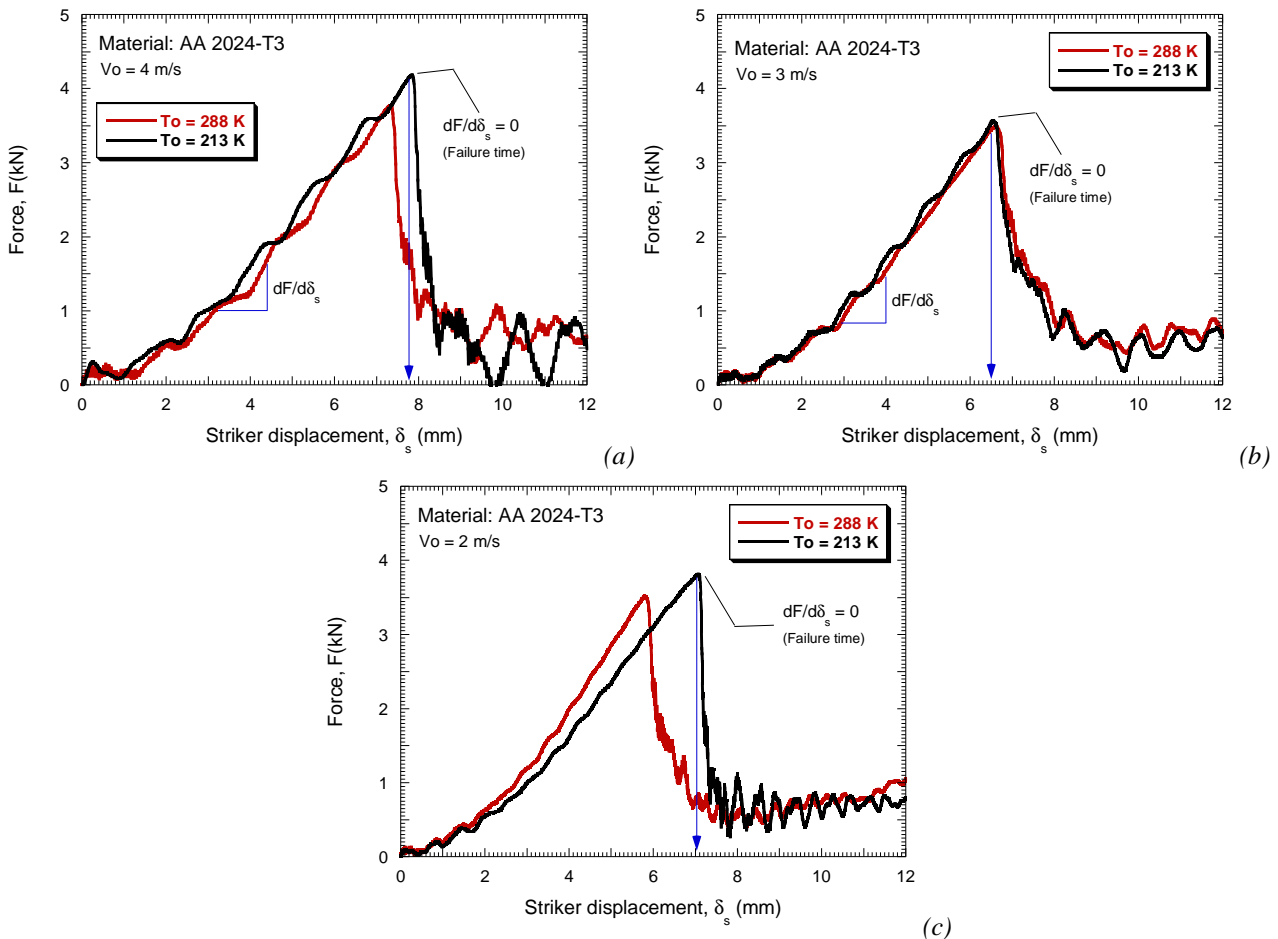 5
Material: AA 2024-T3
Vo = 4 m/s
4
To = 288 K
To = 213 K
dF/dδs = 0
(Failure time)
3
2
dF/dδs
1
0
0 2 4 6 8 10 12
Force, F(kN)
Striker displacement, δs (mm)
(a)
5
Material: AA 2024-T3
Vo = 3 m/s
To = 288 K
To = 213 K
4
3
dF/dδs = 0
(Failure time)
2
dF/dδs
1
0
0 2 4 6 8 10 12
Force, F(kN)
Striker displacement, δs (mm)
(b)
5
Material: AA 2024-T3
Vo = 2 m/s
To = 288 K
To = 213 K
4
dF/dδs = 0
(Failure time)
3
2
1
0
0 2 4 6 8 10 12
Force, F(kN)
Striker displacement, δs (mm)
(c)